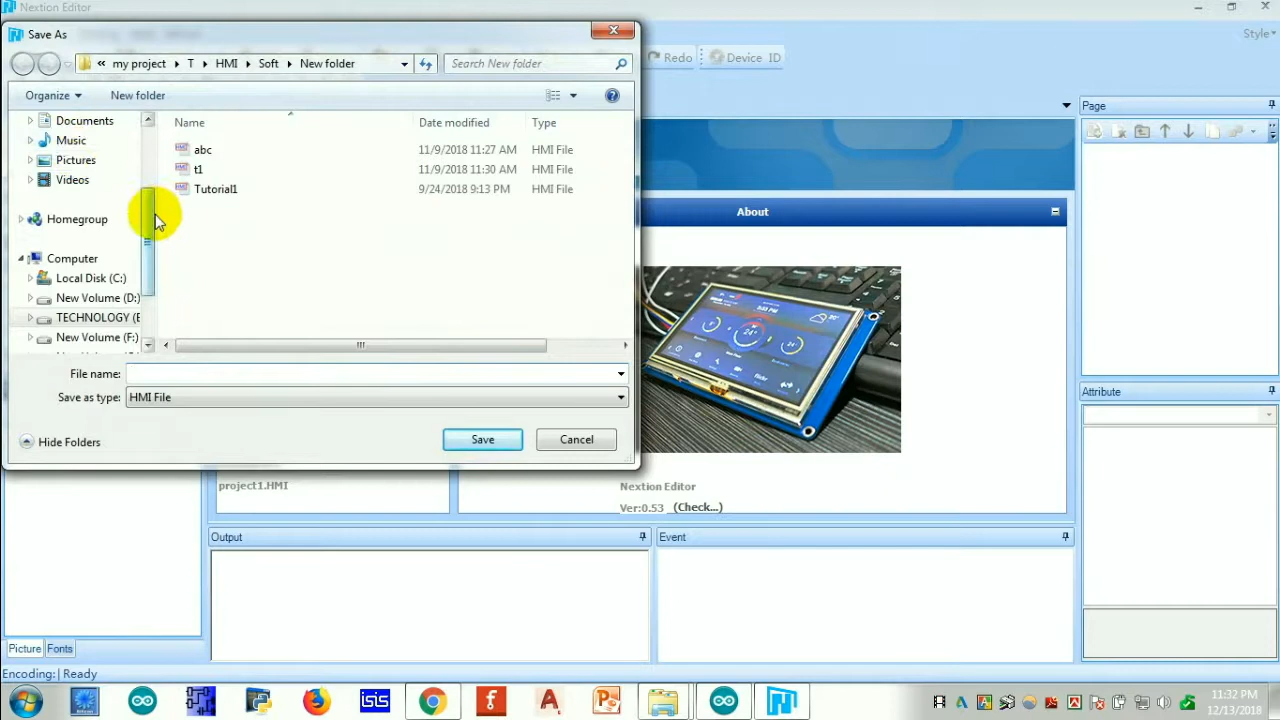 Nextion Editor
Save As
Style
« my project T HMI Soft New folder
Search New folder
Redo Device ID
Organize New folder
Page
Documents
Music
Pictures
Videos
Homegroup
Computer
Local Disk (C:)
New Volume (D:)
TECHNOLOGY (E
New Volume (F:)
Name Date modified Type
abc 11/9/2018 11:27 AM HMI File
t1 11/9/2018 11:30 AM HMI File
Tutorial1 9/24/2018 9:13 PM HMI File
About
File name:
Save as type: HMI File
Hide Folders Save Cancel
Attribute
project1.HMI
Nextion Editor
Ver:0.53 (Check...)
Output
Event
Picture Fonts
Encoding: | Ready
isis
11:32 PM
12/13/2018